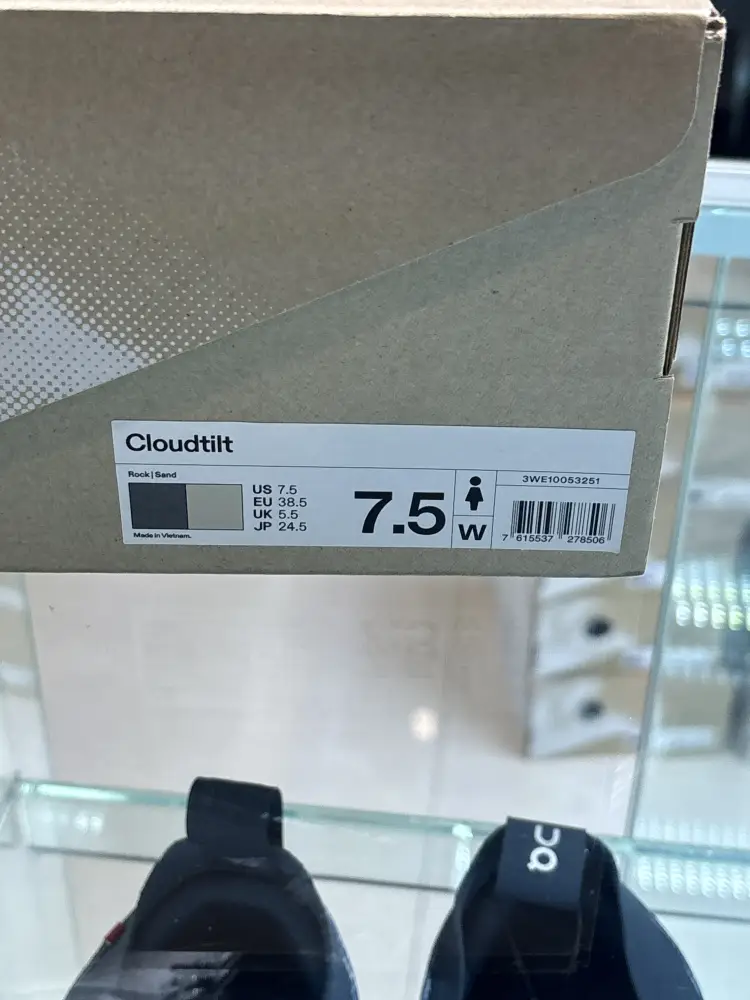 Cloudtilt
Rock | Sand
US 7.5
EU 38.5
UK 5.5
JP 24.5
Made in Vietnam.
7.5
W
3WE10053251
7 615537 278506